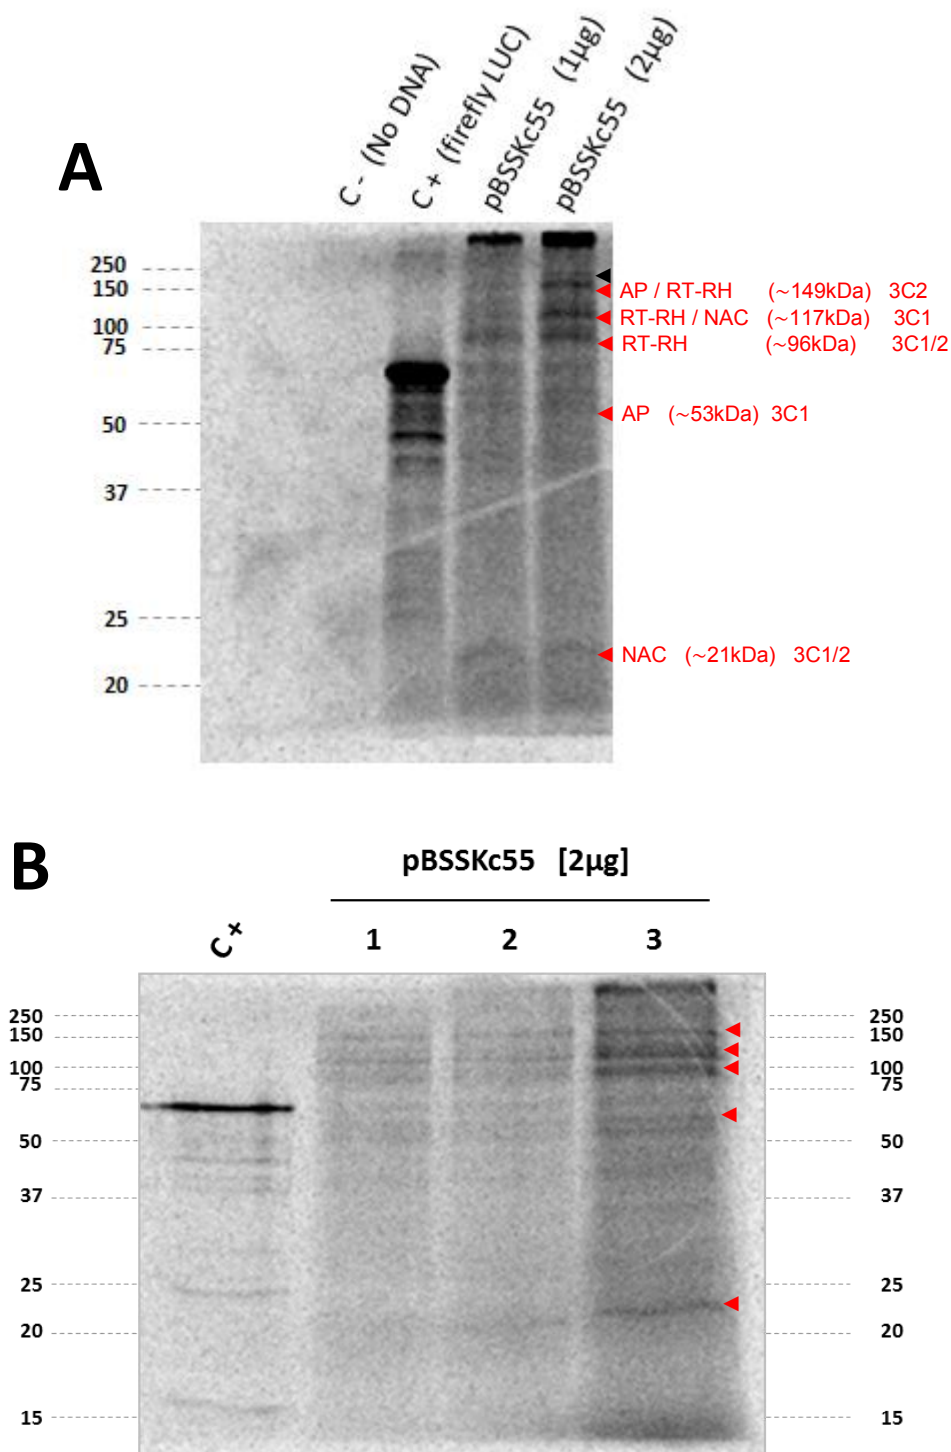 A
C - (No DNA)
C + (firefly LUC)
pBSSKc55 (1µg)
pBSSKc55 (2µg)
250
150
100
75
50
37
25
20
AP / RT-RH (~149kDa) 3C2
RT-RH / NAC (~117kDa) 3C1
RT-RH (~96kDa) 3C1/2
AP (~53kDa) 3C1
NAC (~21kDa) 3C1/2
B
pBSSKc55 [2µg]
C+ 1 2 3
250 250
150 150
100 100
75 75
50 50
37 37
25 25
20 20
15 15